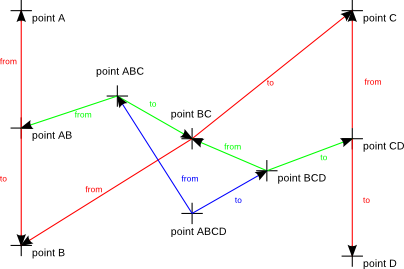 point A
point C
from
point ABC
to
from
to
point BC
from
point AB
from
point CD
to
to
from
from
point BCD
to
to
point ABCD
point B
point D